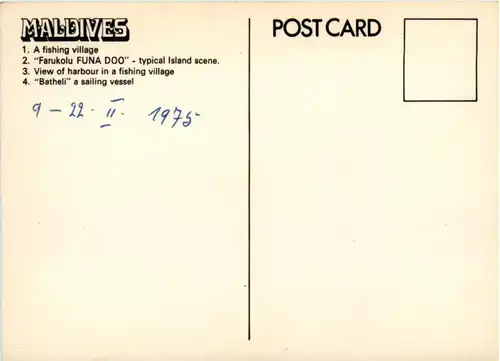 MALDIVES
1. A fishing village
2. "Farukolu FUNA DOO" - typical Island scene.
3. View of harbour in a fishing village
4. "Batheli" a sailing vessel
9 - 22. II. 1975
POST CARD